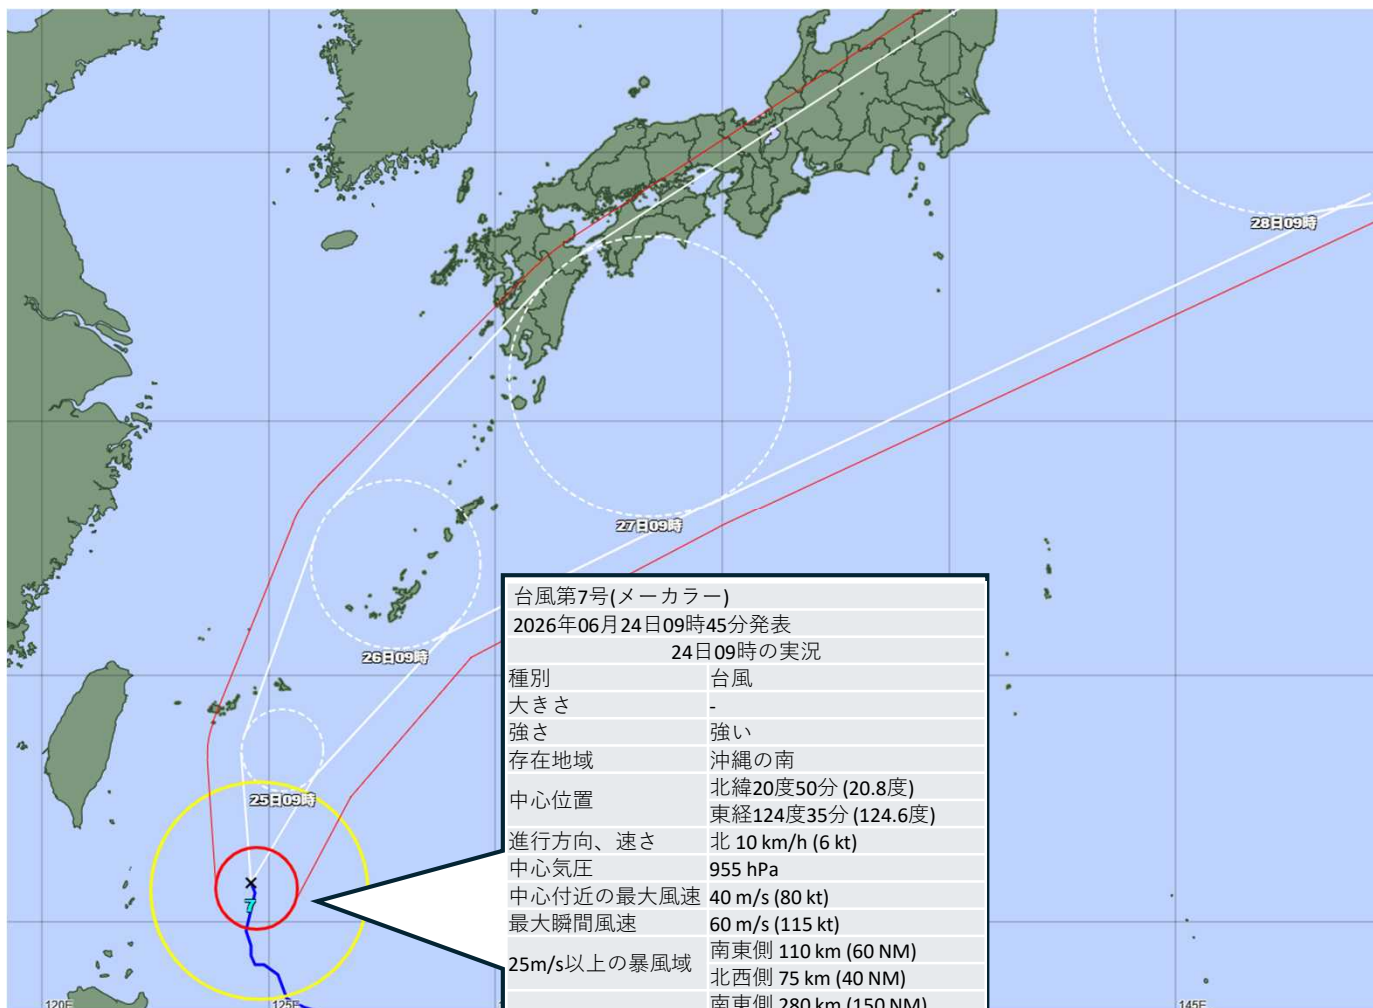 28日09時
27日09時
26日09時
25日09時
7
120E
125E
145E
台風第7号(メーカラー)
2026年06月24日09時45分発表
24日09時の実況
種別 台風
大きさ -
強さ 強い
存在地域 沖縄の南
中心位置 北緯20度50分 (20.8度)
東経124度35分 (124.6度)
進行方向、速さ 北 10 km/h (6 kt)
中心気圧 955 hPa
中心付近の最大風速 40 m/s (80 kt)
最大瞬間風速 60 m/s (115 kt)
25m/s以上の暴風域 南東側 110 km (60 NM)
北西側 75 km (40 NM)
南東側 280 km (150 NM)